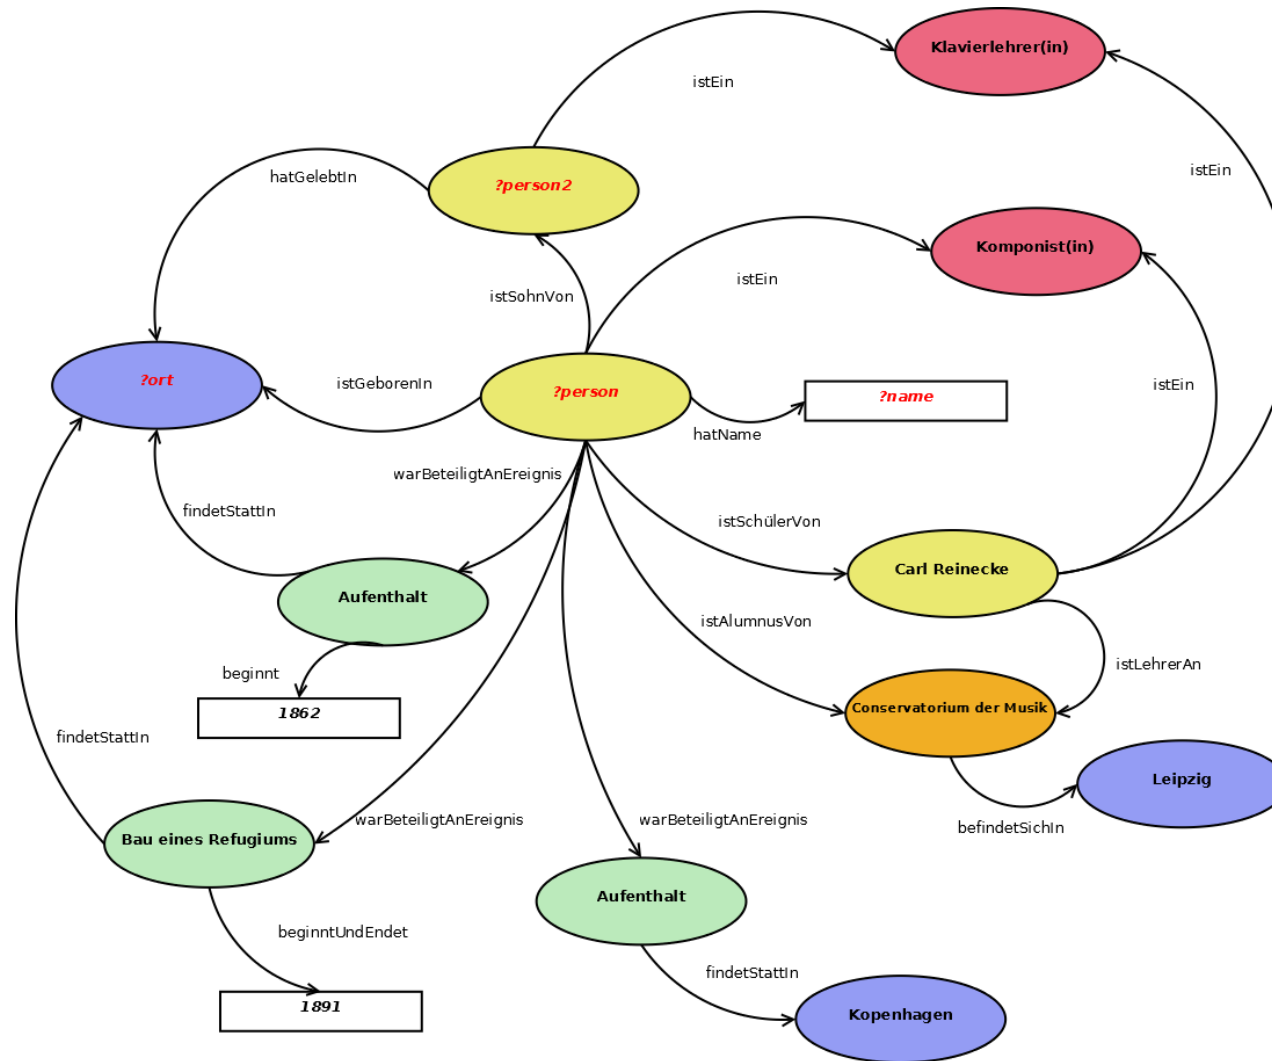 Klavierlehrer(in)
istEin
istEin
hatGelebtIn
?person2
Komponist(in)
istEin
istSohnVon
?ort
istGeborenIn
?person
?name
istEin
hatName
warBeteiligtAnEreignis
findetStattIn
istSchülerVon
Carl Reinecke
Aufenthalt
istAlumnusVon
istLehrerAn
beginnt
1862
Conservatorium der Musik
findetStattIn
Leipzig
Bau eines Refugiums
warBeteiligtAnEreignis
warBeteiligtAnEreignis
befindetSichIn
Aufenthalt
beginntUndEndet
findetStattIn
1891
Kopenhagen